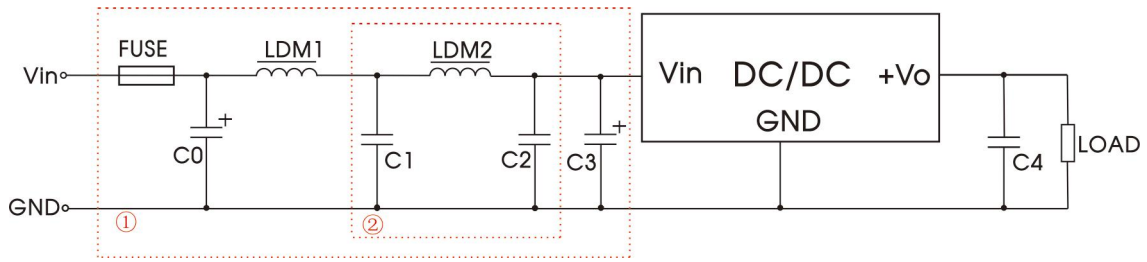 FUSE
LDM1
LDM2
Vin
Vin
DC/DC
+Vo
GND
C0
+
C1
C2
C3
+
C4
LOAD
GND
①
②